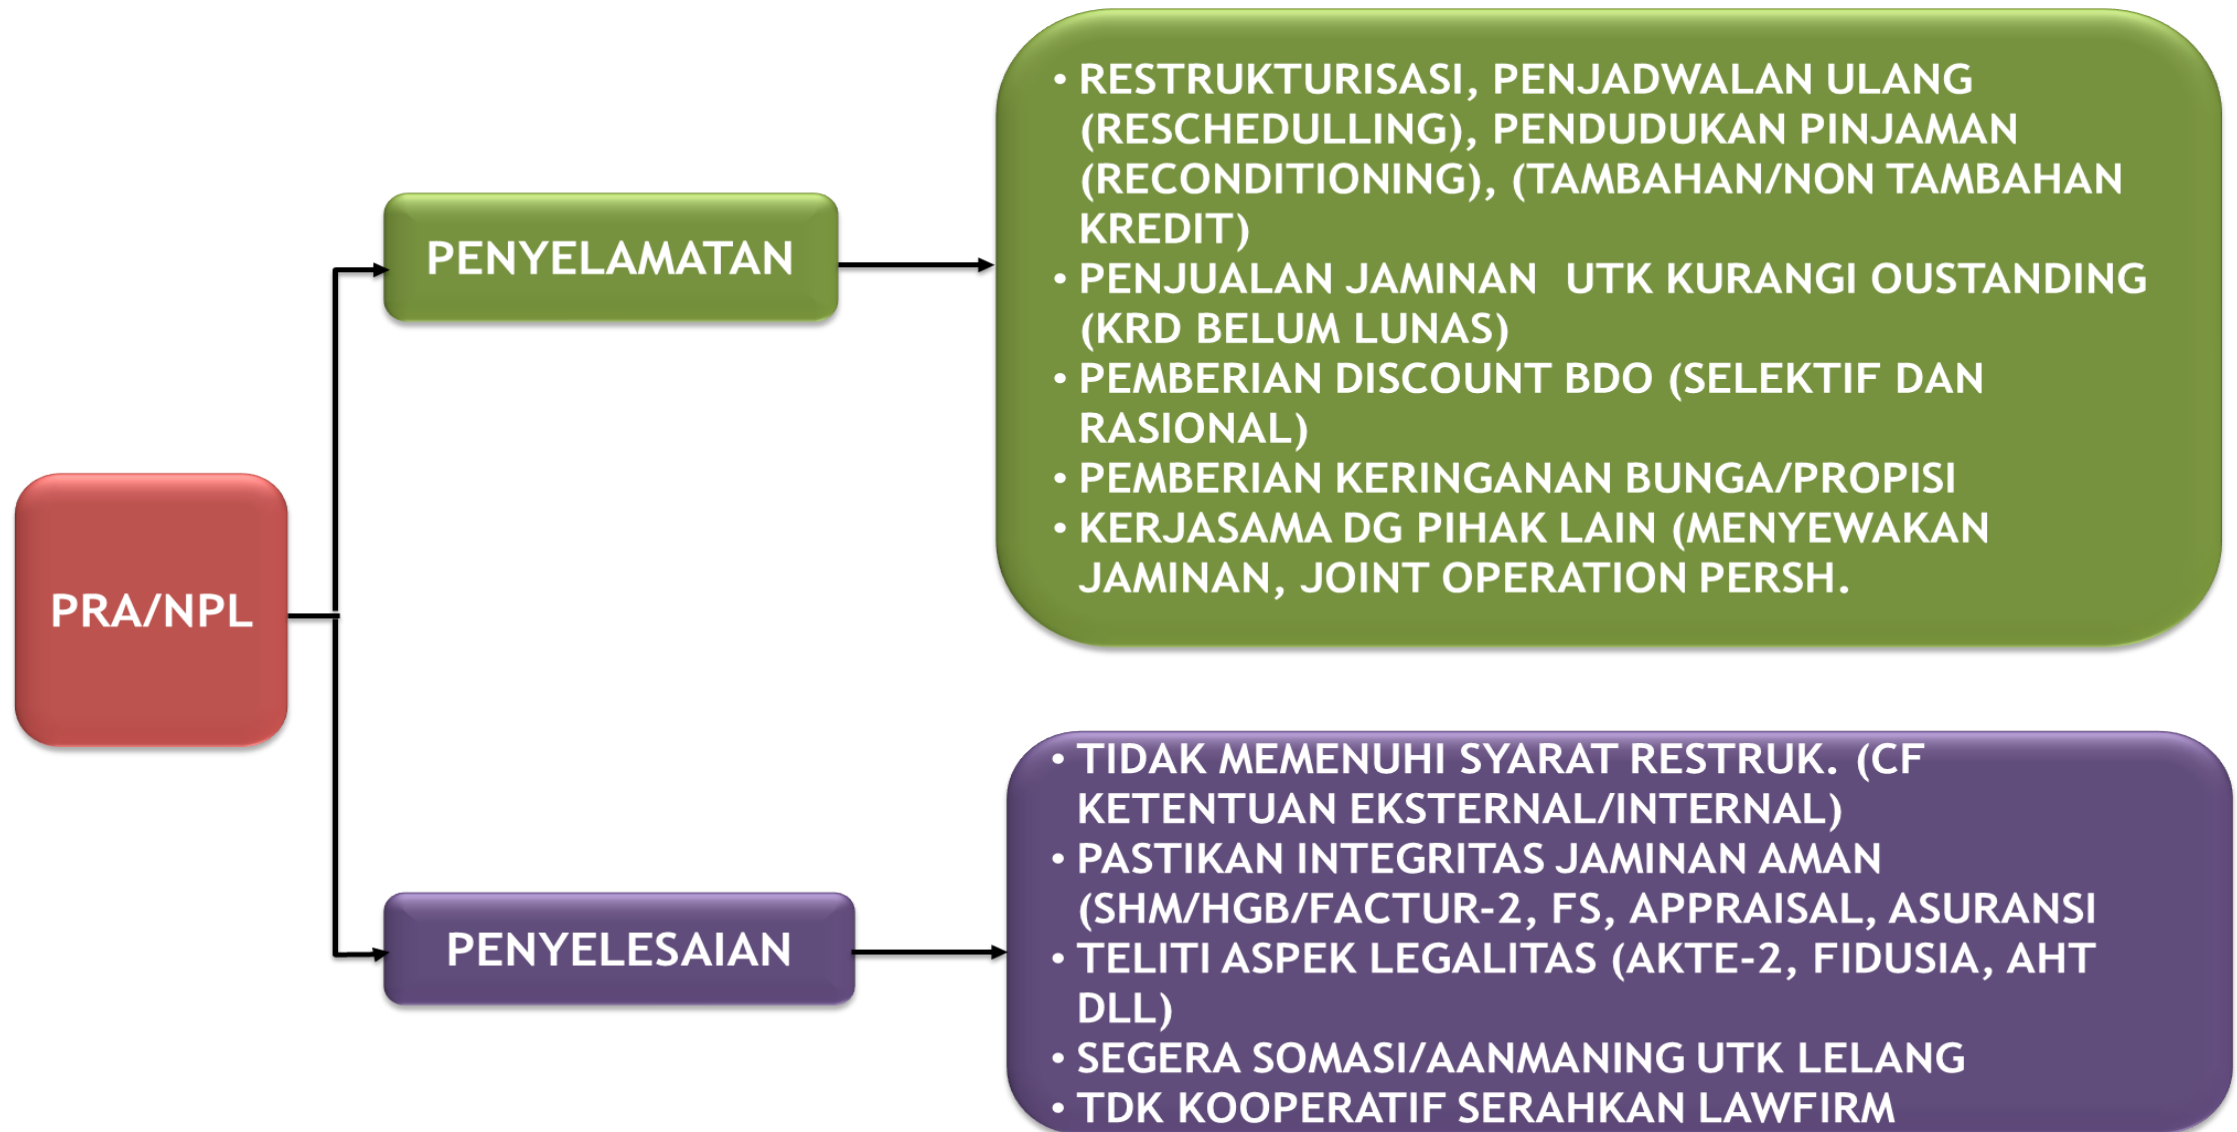 PRA/NPL
PENYELAMATAN
• RESTRUKTURISASI, PENJADWALAN ULANG
(RESCHEDULLING), PENDUDUKAN PINJAMAN
(RECONDITIONING), (TAMBAHAN/NON TAMBAHAN
KREDIT)
• PENJUALAN JAMINAN UTK KURANGI OUSTANDING
(KRD BELUM LUNAS)
• PEMBERIAN DISCOUNT BDO (SELEKTIF DAN
RASIONAL)
• PEMBERIAN KERINGANAN BUNGA/PROPISI
• KERJASAMA DG PIHAK LAIN (MENYEWAKAN
JAMINAN, JOINT OPERATION PERSH.
PENYELESAIAN
• TIDAK MEMENUHI SYARAT RESTRUK. (CF
KETENTUAN EKSTERNAL/INTERNAL)
• PASTIKAN INTEGRITAS JAMINAN AMAN
(SHM/HGB/FACTUR-2, FS, APPRAISAL, ASURANSI
• TELITI ASPEK LEGALITAS (AKTE-2, FIDUSIA, AHT
DLL)
• SEGERA SOMASI/AANMANING UTK LELANG
• TDK KOOPERATIF SERAHKAN LAWFIRM